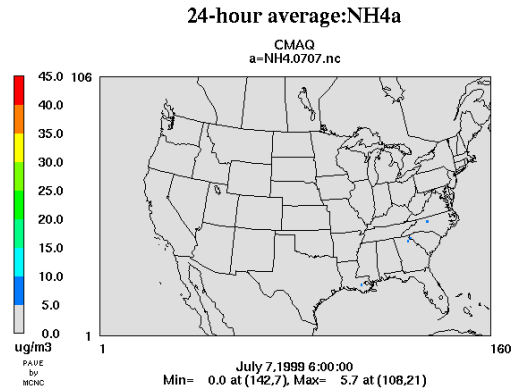 24-hour average:NH4a
CMAQ
a=NH4.0707.nc
106
45.0
40.0
35.0
30.0
25.0
20.0
15.0
10.0
5.0
0.0
1
ug/m3
1
160
PAVE
by
MCNC
July 7,1999 6:00:00
Min= 0.0 at (142,7), Max= 5.7 at (108,21)